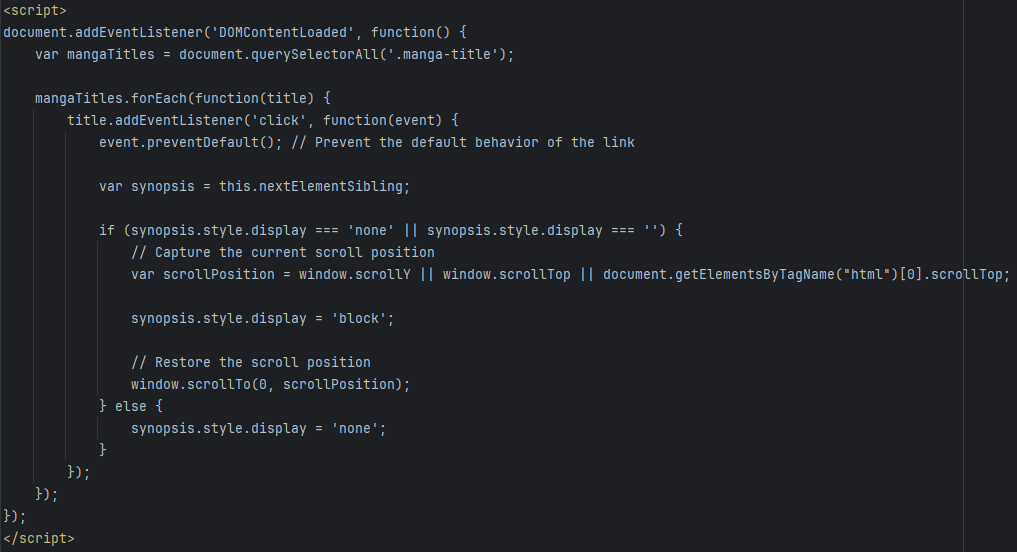 <script>
document.addEventListener('DOMContentLoaded', function() {
    var mangaTitles = document.querySelectorAll('.manga-title');

    mangaTitles.forEach(function(title) {
        title.addEventListener('click', function(event) {
            event.preventDefault(); // Prevent the default behavior of the link

            var synopsis = this.nextElementSibling;

            if (synopsis.style.display === 'none' || synopsis.style.display === '') {
                // Capture the current scroll position
                var scrollPosition = window.scrollY || window.scrollTop || document.getElementsByTagName("html")[0].scrollTop;

                synopsis.style.display = 'block';

                // Restore the scroll position
                window.scrollTo(0, scrollPosition);
            } else {
                synopsis.style.display = 'none';
            }
        });
    });
});
</script>